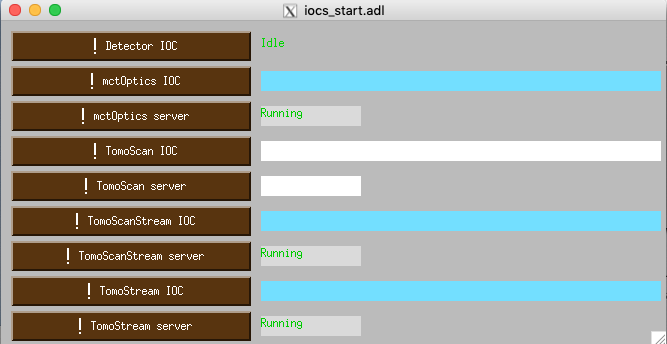 iocs_start.adl
! Detector IOC Idle
! mctOptics IOC
! mctOptics server Running
! TomoScan IOC
! TomoScan server
! TomoScanStream IOC
! TomoScanStream server Running
! TomoStream IOC
! TomoStream server Running